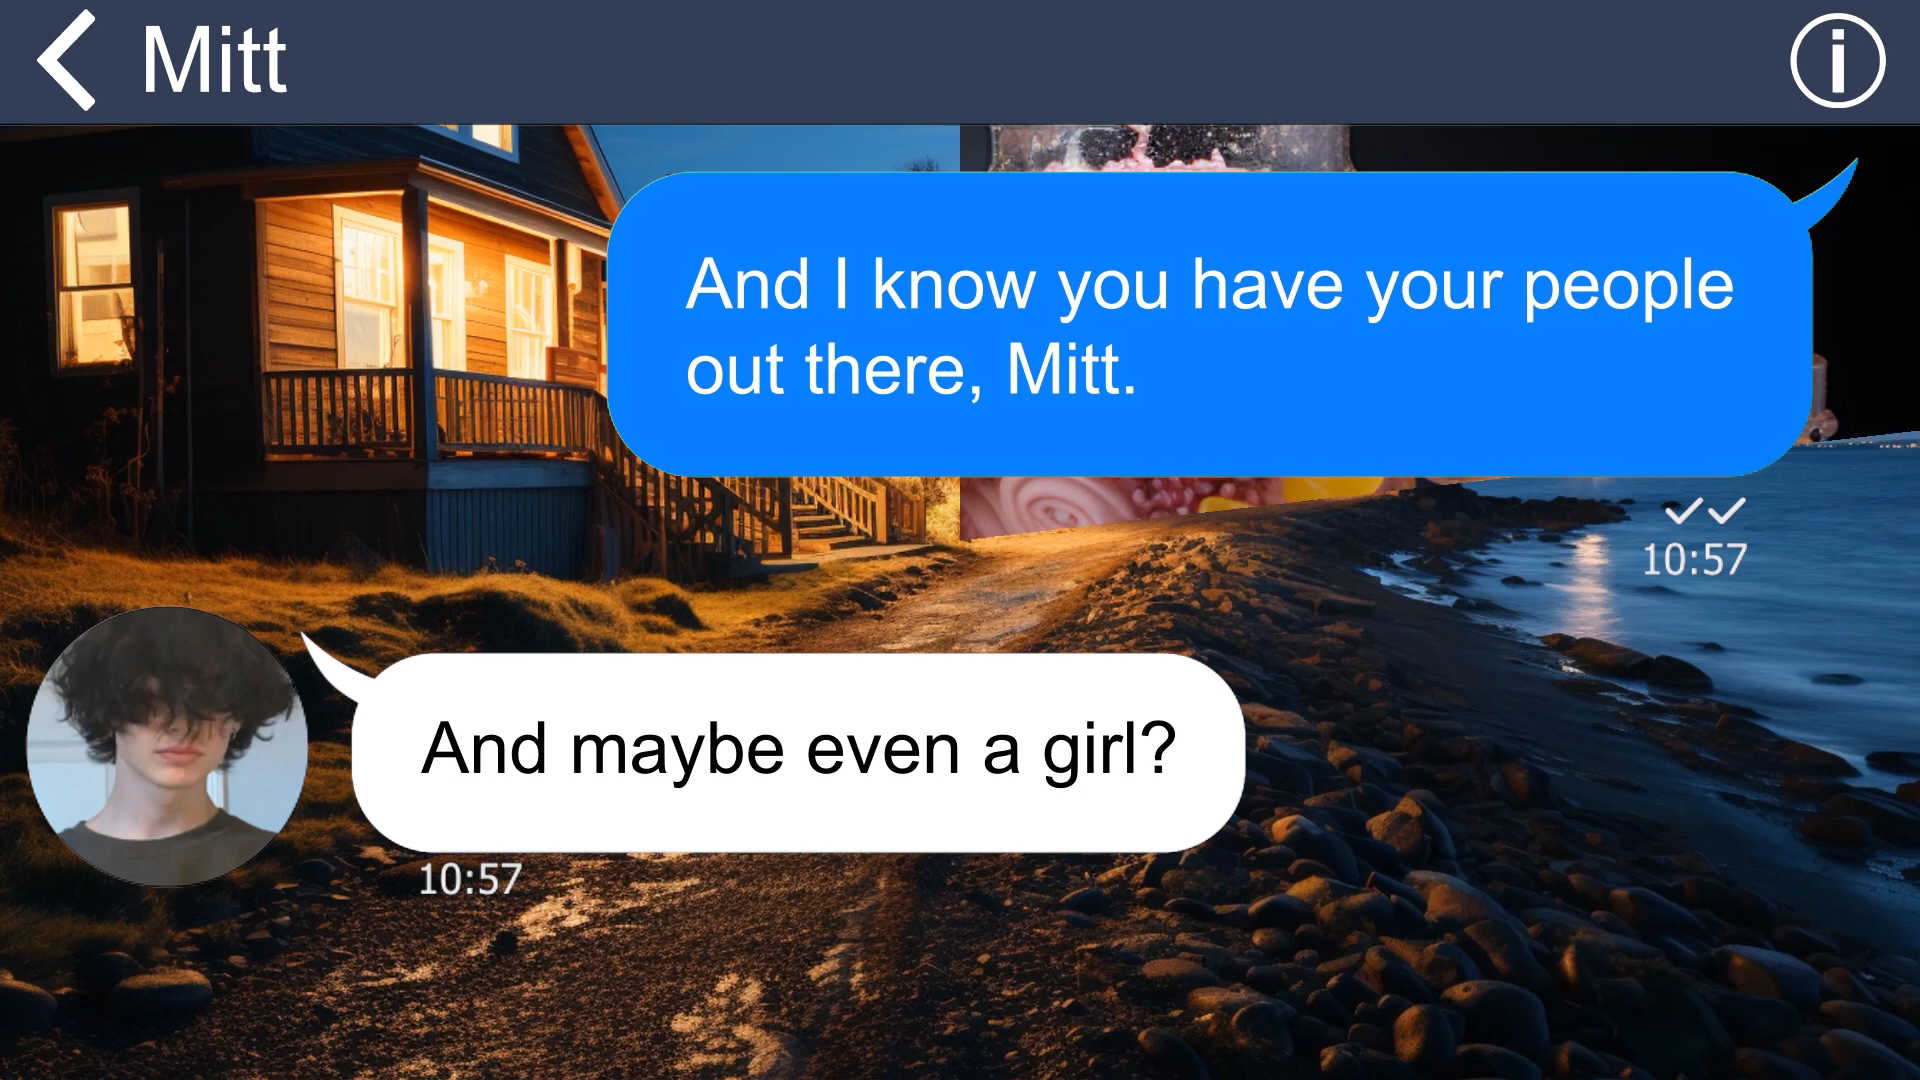 Mitt
And I know you have your people
out there, Mitt.
10:57
And maybe even a girl?
10:57